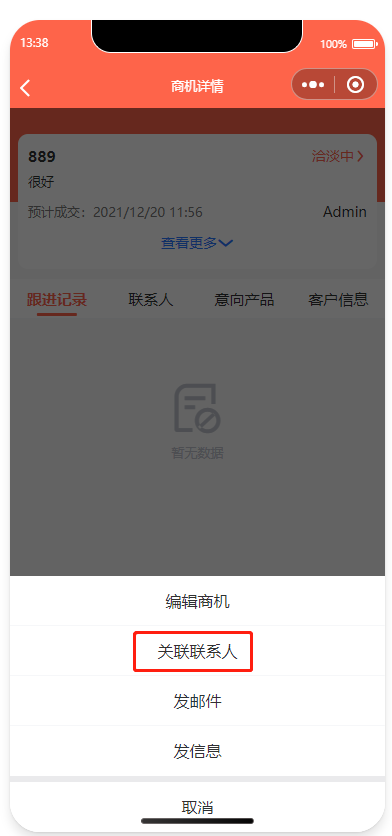 13:38
100%
商机详情
889
洽淡中
很好
预计成交：2021/12/20 11:56
Admin
查看更多
跟进记录 联系人 意向产品 客户信息
暂无数据
编辑商机
关联联系人
发邮件
发信息
取消